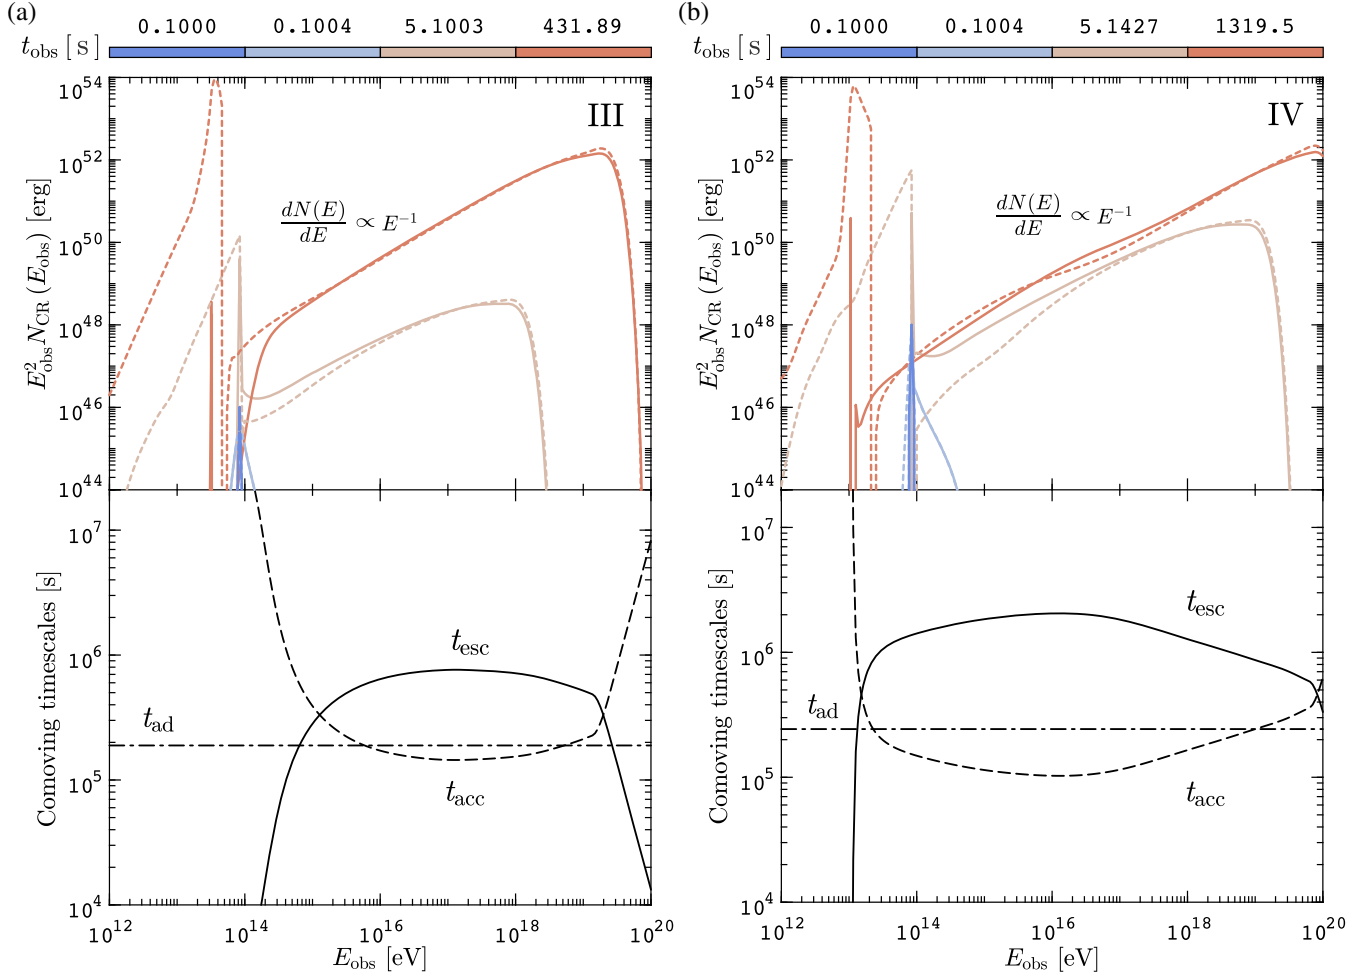 (a)
t_obs [ S ] 0.1000 0.1004 5.1003 431.89
III
dN(E)/dE ∝ E^−1
E²_obs N_CR (E_obs) [erg]
10^54
10^52
10^50
10^48
10^46
10^44
t_esc
t_ad
t_acc
Comoving timescales [s]
10^7
10^6
10^5
10^4
10^12 10^14 10^16 10^18 10^20
E_obs [eV]
(b)
t_obs [ S ] 0.1000 0.1004 5.1427 1319.5
IV
dN(E)/dE ∝ E^−1
E²_obs N_CR (E_obs) [erg]
10^54
10^52
10^50
10^48
10^46
10^44
t_esc
t_ad
t_acc
Comoving timescales [s]
10^7
10^6
10^5
10^4
10^12 10^14 10^16 10^18 10^20
E_obs [eV]